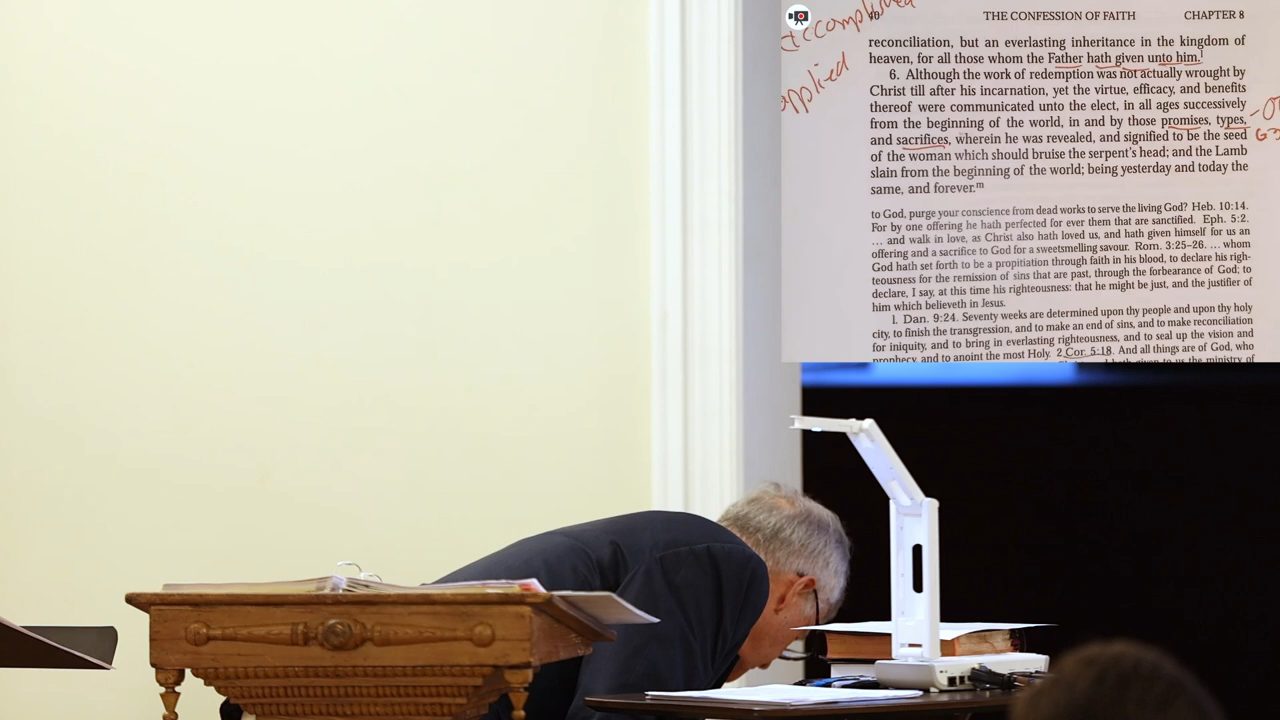 accomplished
applied
40 THE CONFESSION OF FAITH CHAPTER 8
reconciliation, but an everlasting inheritance in the kingdom of
heaven, for all those whom the Father hath given unto him.l
6. Although the work of redemption was not actually wrought by
Christ till after his incarnation, yet the virtue, efficacy, and benefits
thereof were communicated unto the elect, in all ages successively
from the beginning of the world, in and by those promises, types,
and sacrifices, wherein he was revealed, and signified to be the seed
of the woman which should bruise the serpent's head; and the Lamb
slain from the beginning of the world; being yesterday and today the
same, and forever.m
to God, purge your conscience from dead works to serve the living God? Heb. 10:14.
For by one offering he hath perfected for ever them that are sanctified. Eph. 5:2.
… and walk in love, as Christ also hath loved us, and hath given himself for us an
offering and a sacrifice to God for a sweetsmelling savour. Rom. 3:25–26. … whom
God hath set forth to be a propitiation through faith in his blood, to declare his righ-
teousness for the remission of sins that are past, through the forbearance of God; to
declare, I say, at this time his righteousness: that he might be just, and the justifier of
him which believeth in Jesus.
l. Dan. 9:24. Seventy weeks are determined upon thy people and upon thy holy
city, to finish the transgression, and to make an end of sins, and to make reconciliation
for iniquity, and to bring in everlasting righteousness, and to seal up the vision and
prophecy, and to anoint the most Holy. 2 Cor. 5:18. And all things are of God, who
given to us the ministry of